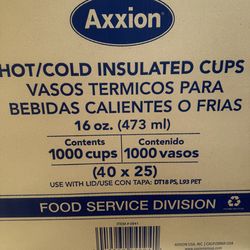 Axxion®
HOT/COLD INSULATED CUPS
VASOS TERMICOS PARA
BEBIDAS CALIENTES O FRIAS
16 oz. (473 ml)
Contents Contenido
1000 cups 1000 vasos
(40 x 25)
USE WITH LID/USE CON TAPA: DT18 PS, L93 PET
FOOD SERVICE DIVISION